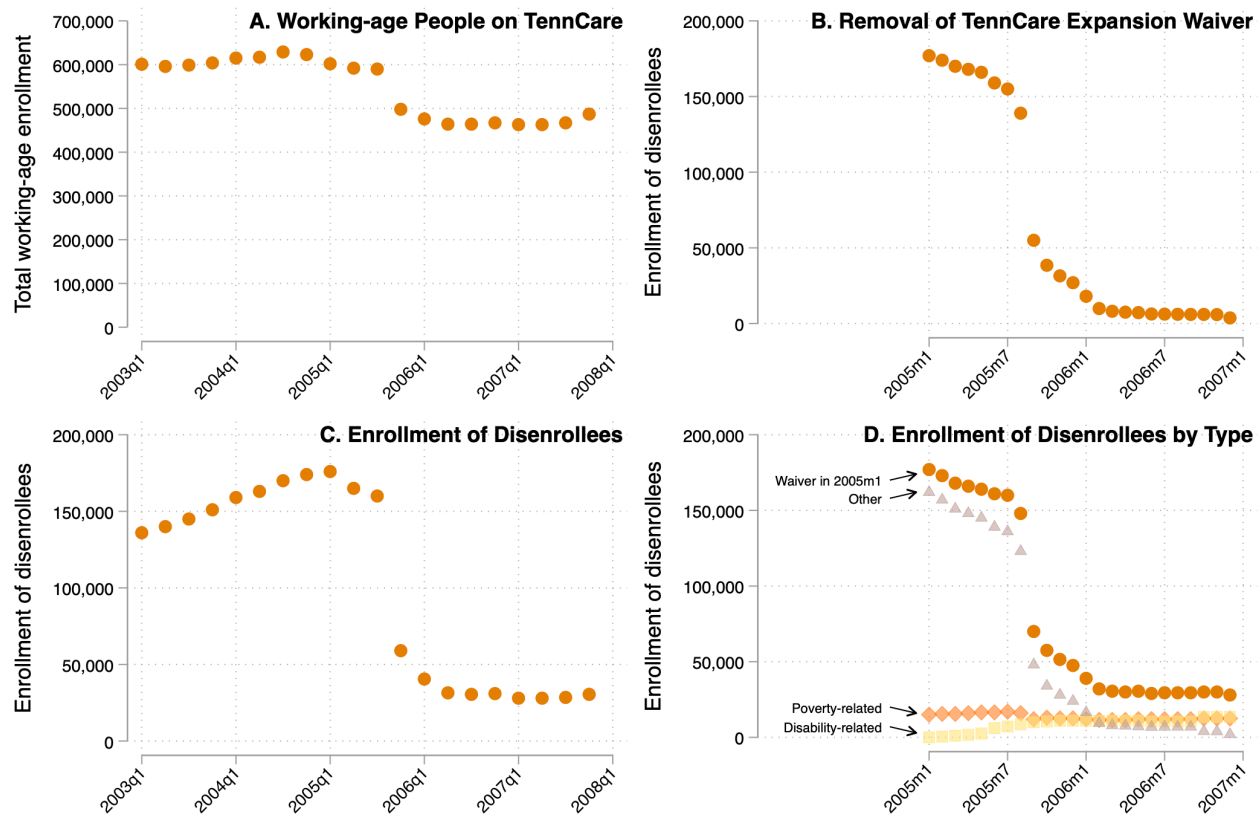 A. Working-age People on TennCare
Total working-age enrollment
700,000
600,000
500,000
400,000
300,000
200,000
100,000
0
2003q1
2004q1
2005q1
2006q1
2007q1
2008q1
B. Removal of TennCare Expansion Waiver
Enrollment of disenrollees
200,000
150,000
100,000
50,000
0
2005m1
2005m7
2006m1
2006m7
2007m1
C. Enrollment of Disenrollees
Enrollment of disenrollees
200,000
150,000
100,000
50,000
0
2003q1
2004q1
2005q1
2006q1
2007q1
2008q1
D. Enrollment of Disenrollees by Type
Enrollment of disenrollees
200,000
150,000
100,000
50,000
0
Waiver in 2005m1
Other
Poverty-related
Disability-related
2005m1
2005m7
2006m1
2006m7
2007m1